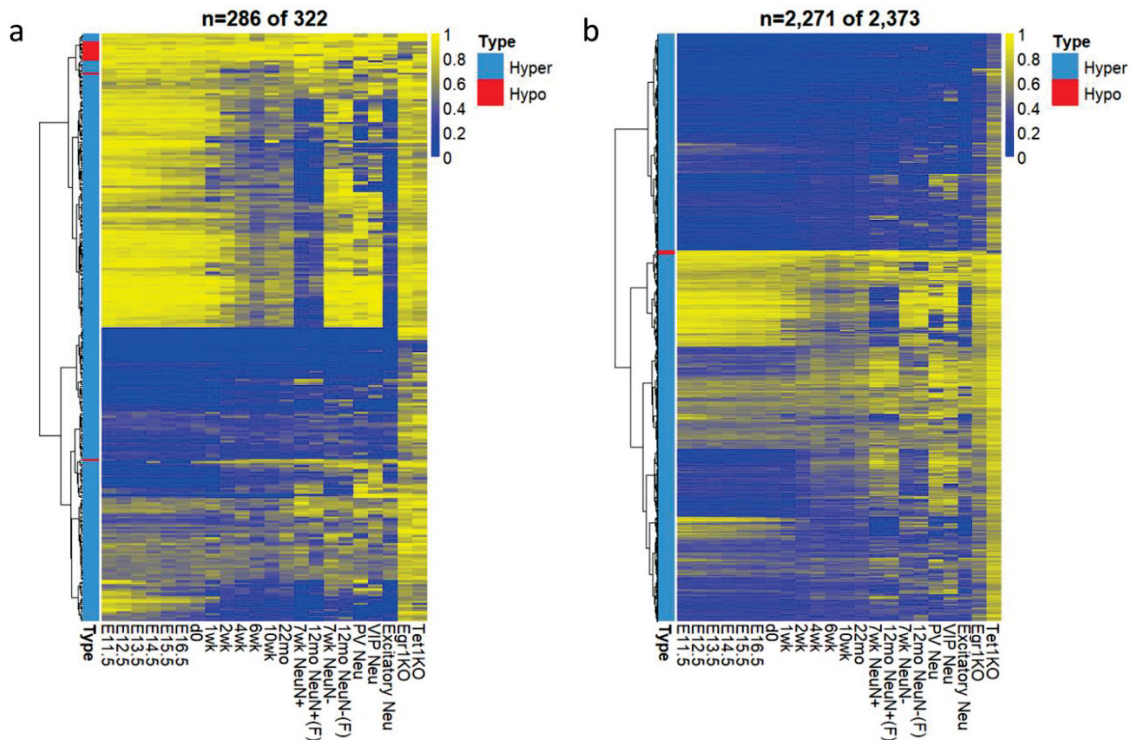 a
n=286 of 322
Type
Hyper
Hypo
1
0.8
0.6
0.4
0.2
0
Type
E11.5
E12.5
E13.5
E14.5
E15.5
E16.5
d0
1wk
2wk
4wk
6wk
10wk
22mo
7wk NeuN+
12mo NeuN+(F)
7wk NeuN-
12mo NeuN-(F)
PV Neu
VIP Neu
Excitatory Neu
Egr1KO
Tet1KO
b
n=2,271 of 2,373
Type
Hyper
Hypo
1
0.8
0.6
0.4
0.2
0
Type
E11.5
E12.5
E13.5
E14.5
E15.5
E16.5
d0
1wk
2wk
4wk
6wk
10wk
22mo
7wk NeuN+
12mo NeuN+(F)
7wk NeuN-
12mo NeuN-(F)
PV Neu
VIP Neu
Excitatory Neu
Egr1KO
Tet1KO